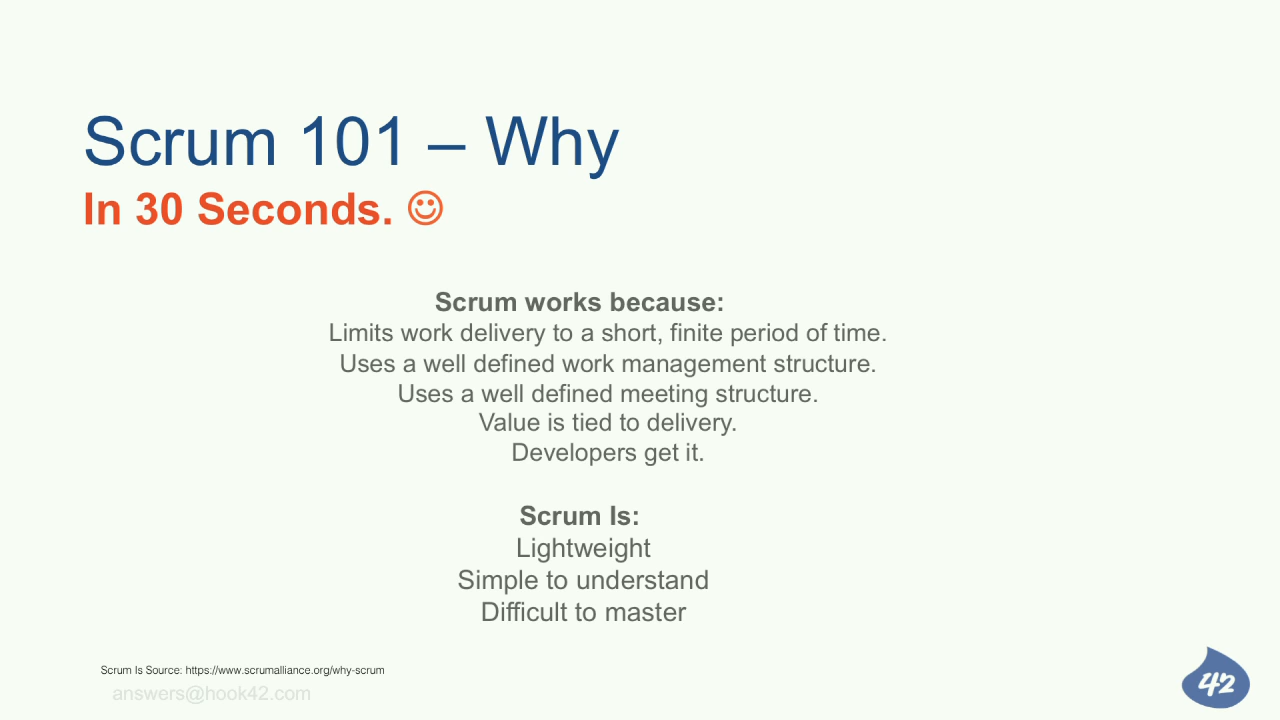 Scrum 101 – Why
In 30 Seconds. ☺
Scrum works because:
Limits work delivery to a short, finite period of time.
Uses a well defined work management structure.
Uses a well defined meeting structure.
Value is tied to delivery.
Developers get it.
Scrum Is:
Lightweight
Simple to understand
Difficult to master
Scrum Is Source: https://www.scrumalliance.org/why-scrum
answers@hook42.com
42